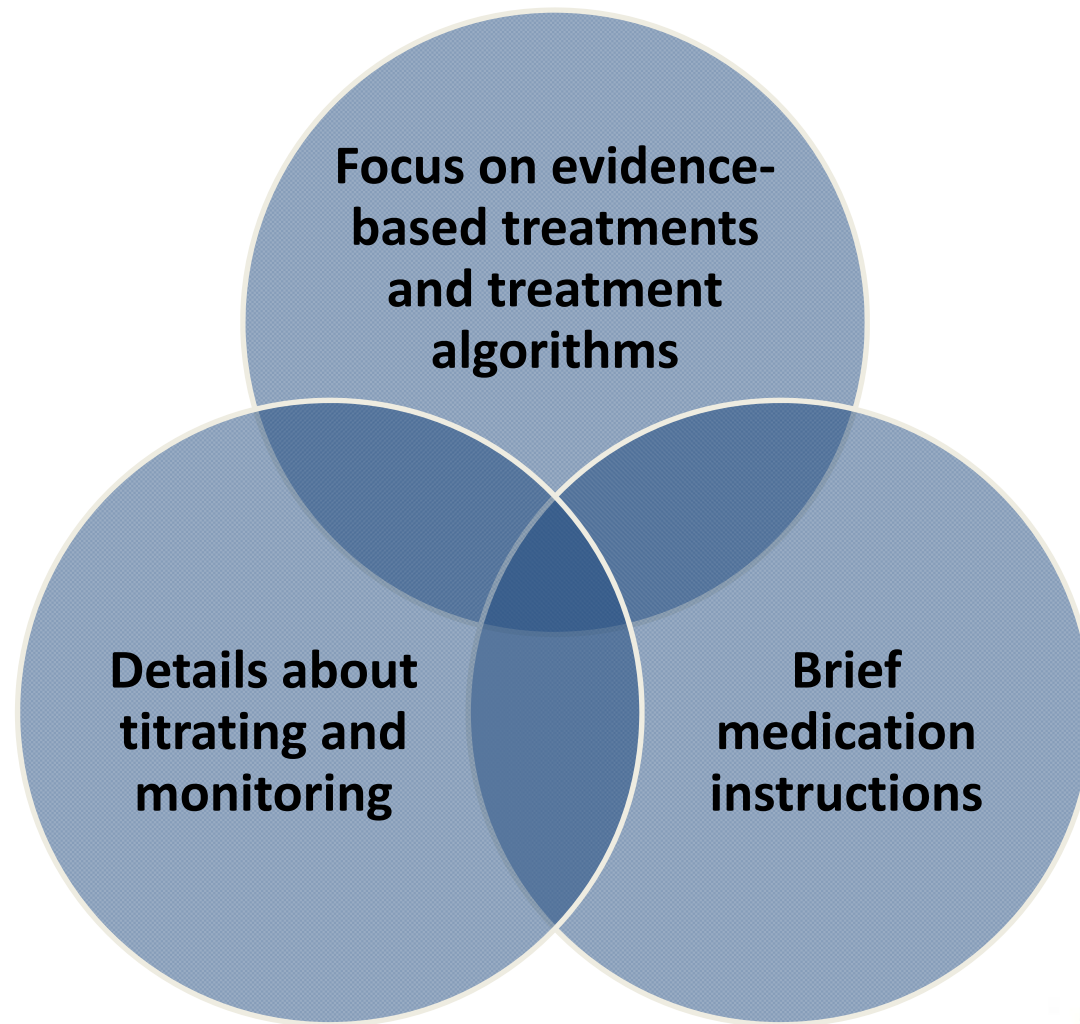 Focus on evidence-
based treatments
and treatment
algorithms
Details about
titrating and
monitoring
Brief
medication
instructions